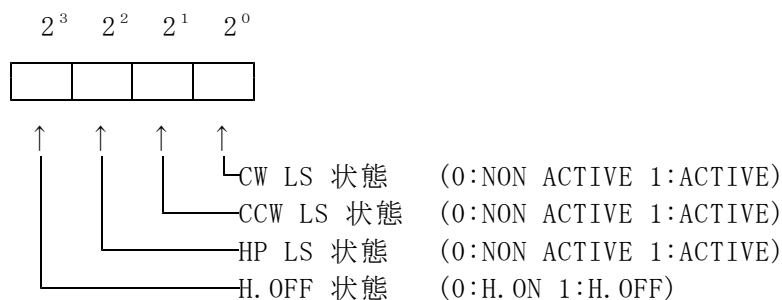 2³ 2² 2¹ 2⁰
↑ ↑ ↑ ↑
CW LS 状態 (0:NON ACTIVE 1:ACTIVE)
CCW LS 状態 (0:NON ACTIVE 1:ACTIVE)
HP LS 状態 (0:NON ACTIVE 1:ACTIVE)
H.OFF 状態 (0:H.ON 1:H.OFF)